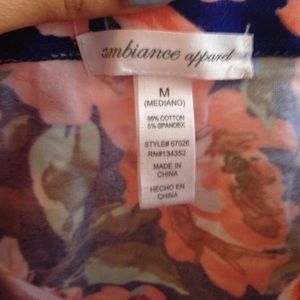 ambiance apparel
M
(MEDIANO)
95% COTTON
5% SPANDEX
STYLE# 67026
RN#134352
MADE IN
CHINA
HECHO EN
CHINA